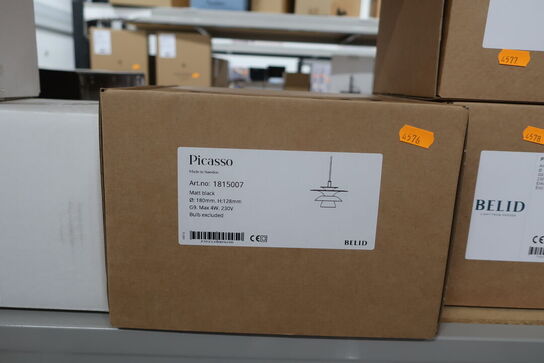 4577
4576
Picasso
Made in Sweden
Art.no: 1815007
Matt black
Ø: 180mm. H:128mm
G9. Max 4W. 230V
Bulb excluded
CE
BELID
4578
BELID